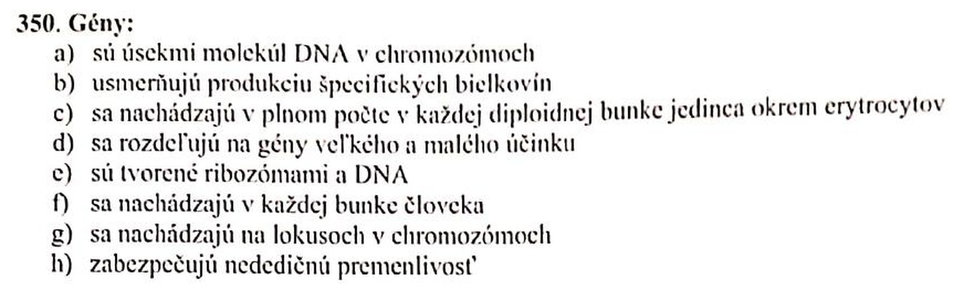 350. Gény:
a) sú úsekmi molekúl DNA v chromozómoch
b) usmerňujú produkciu špecifických bielkovín
c) sa nachádzajú v plnom počte v každej diploidnej bunke jedinca okrem erytrocytov
d) sa rozdeľujú na gény veľkého a malého účinku
e) sú tvorené ribozómami a DNA
f) sa nachádzajú v každej bunke človeka
g) sa nachádzajú na lokusoch v chromozómoch
h) zabezpečujú nededičnú premenlivosť